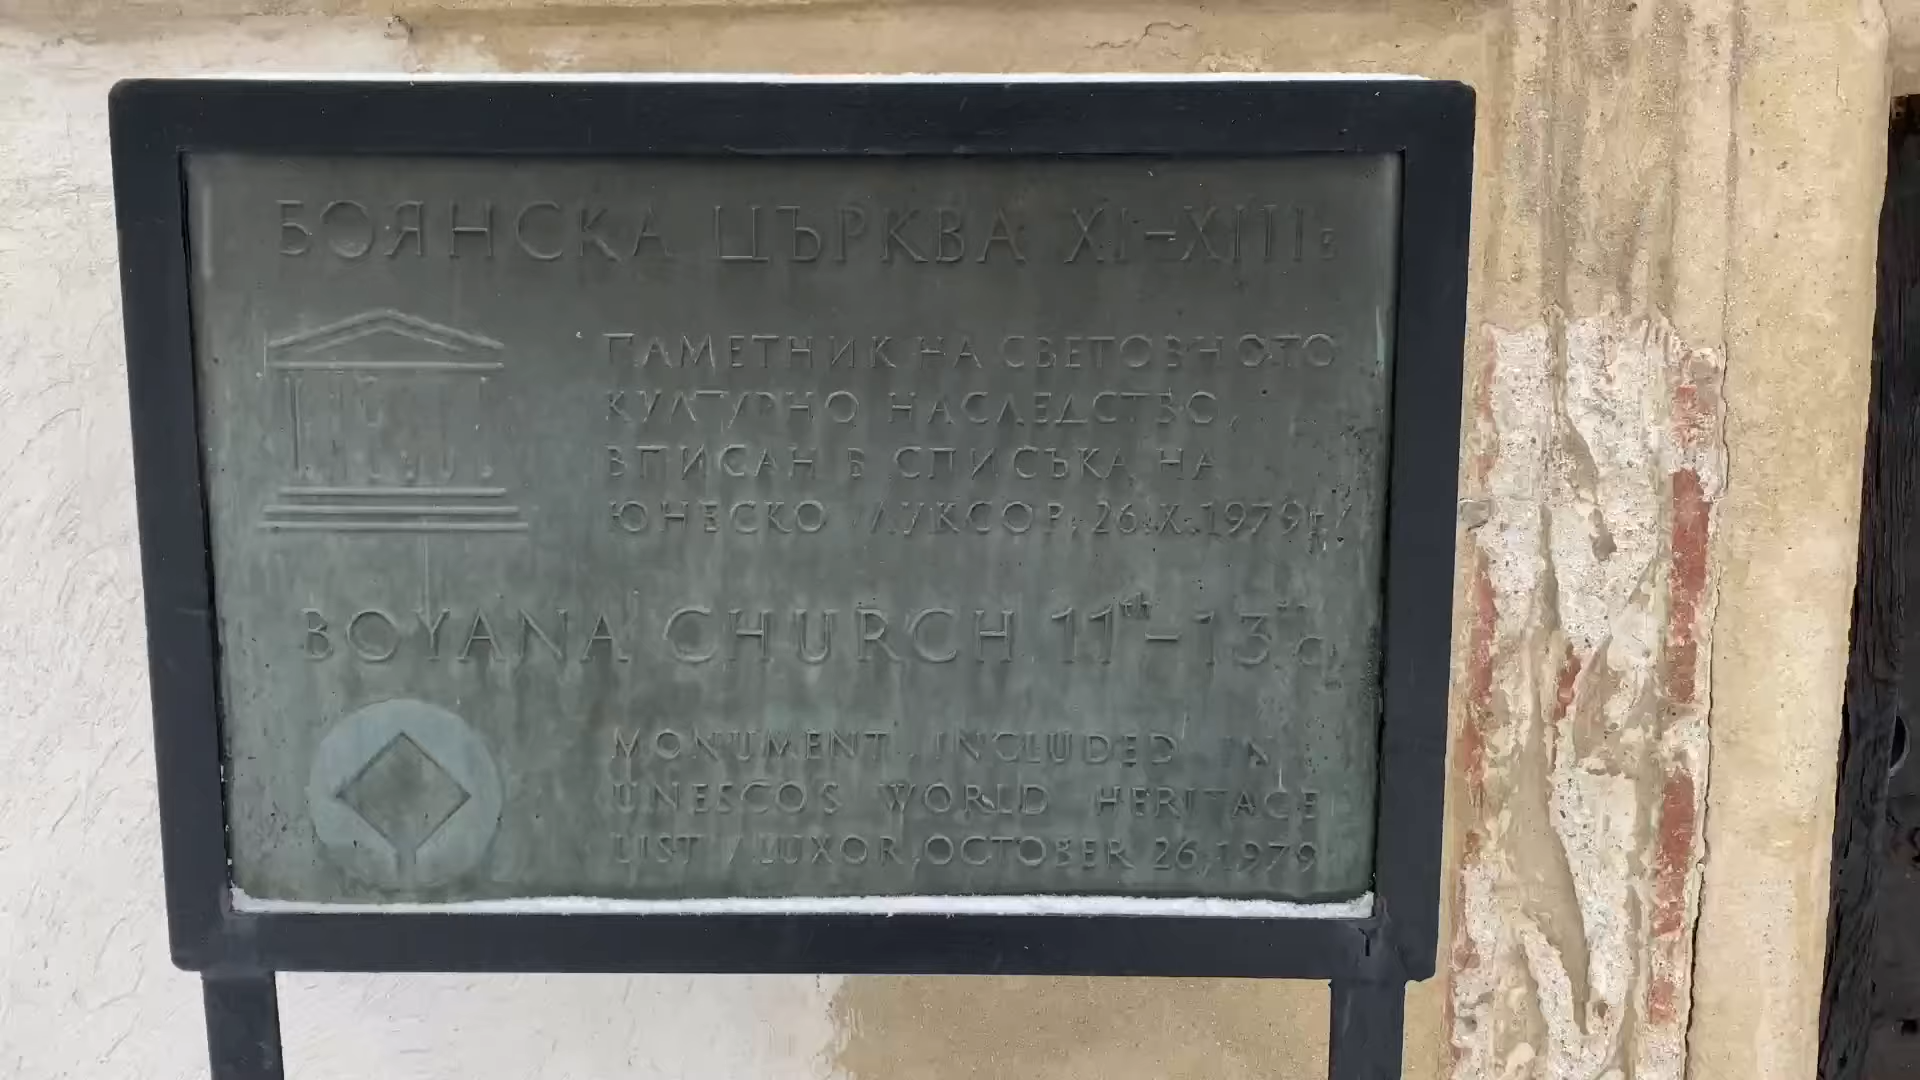 БОЯНСКА ЦЪРКВА XI–XIII в
ПАМЕТНИК НА СВЕТОВНОТО
КУЛТУРНО НАСЛЕДСТВО,
ВПИСАН В СПИСЪКА НА
ЮНЕСКО /ЛУКСОР, 26.X.1979 г./
BOYANA CHURCH 11th – 13th C.
MONUMENT INCLUDED IN
UNESCO'S WORLD HERITAGE
LIST /LUXOR, OCTOBER 26, 1979